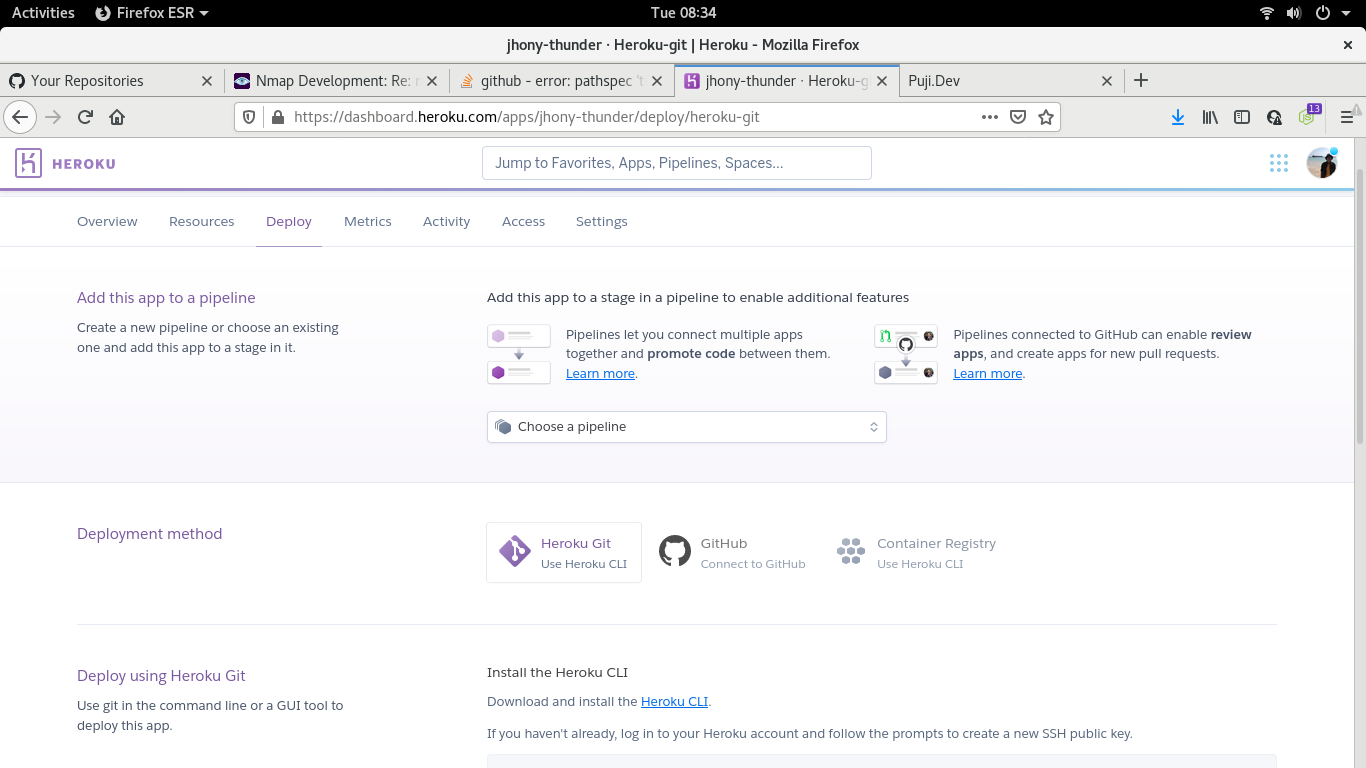 Activities Firefox ESR Tue 08:34
jhony-thunder · Heroku-git | Heroku - Mozilla Firefox
Your Repositories Nmap Development: Re: github - error: pathspec 't jhony-thunder · Heroku-g Puji.Dev
https://dashboard.heroku.com/apps/jhony-thunder/deploy/heroku-git 13
HEROKU Jump to Favorites, Apps, Pipelines, Spaces...
Overview Resources Deploy Metrics Activity Access Settings
Add this app to a pipeline
Create a new pipeline or choose an existing
one and add this app to a stage in it.
Add this app to a stage in a pipeline to enable additional features
Pipelines let you connect multiple apps
together and promote code between them.
Learn more.
Pipelines connected to GitHub can enable review
apps, and create apps for new pull requests.
Learn more.
Choose a pipeline
Deployment method
Heroku Git
Use Heroku CLI
GitHub
Connect to GitHub
Container Registry
Use Heroku CLI
Deploy using Heroku Git
Use git in the command line or a GUI tool to
deploy this app.
Install the Heroku CLI
Download and install the Heroku CLI.
If you haven't already, log in to your Heroku account and follow the prompts to create a new SSH public key.